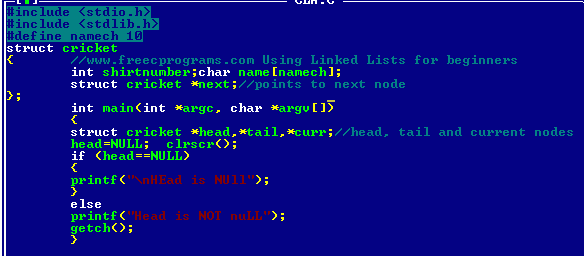 CLA.C
#include <stdio.h>
#include <stdlib.h>
#define namech 10
struct cricket
{ //www.freecprograms.com Using Linked Lists for beginners
int shirtnumber;char name[namech];
struct cricket *next;//points to next node
};
int main(int *argc, char *argv[])
{
struct cricket *head,*tail,*curr;//head, tail and current nodes
head=NULL; clrscr();
if (head==NULL)
{
printf("\nHEad is NUll");
}
else
printf("Head is NOT nuLL");
getch();
}